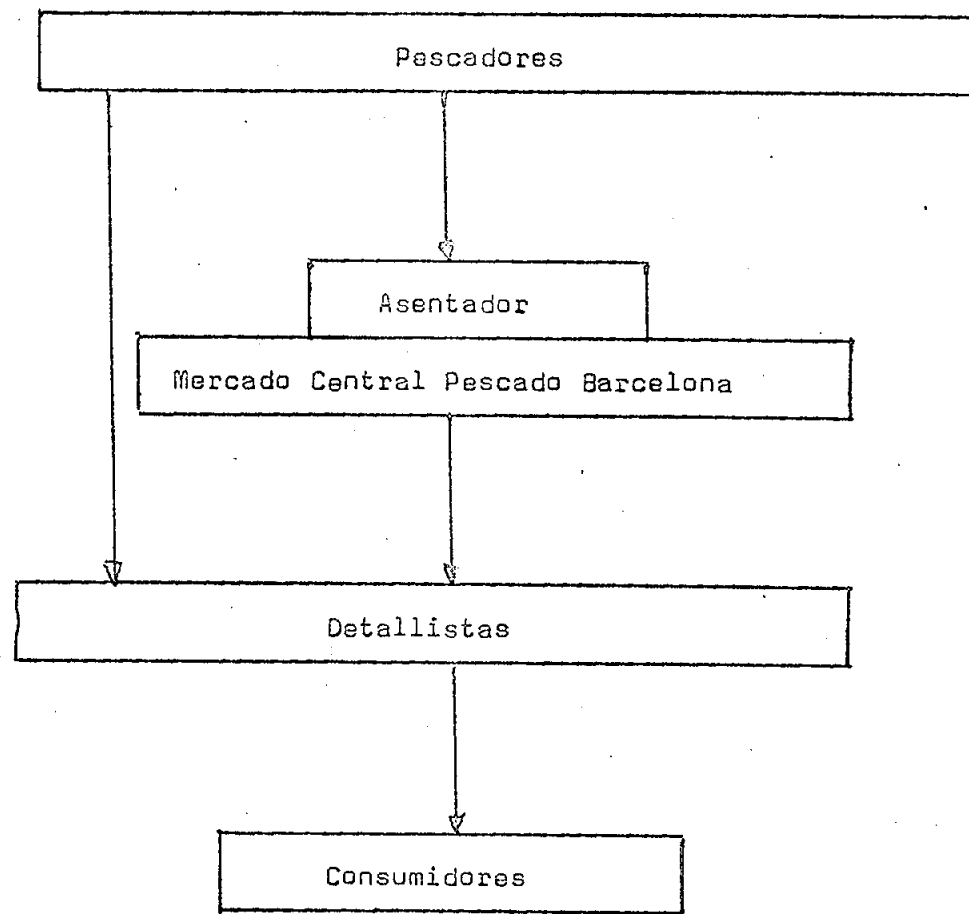 Pescadores
Asentador
Mercado Central Pescado Barcelona
Detallistas
Consumidores